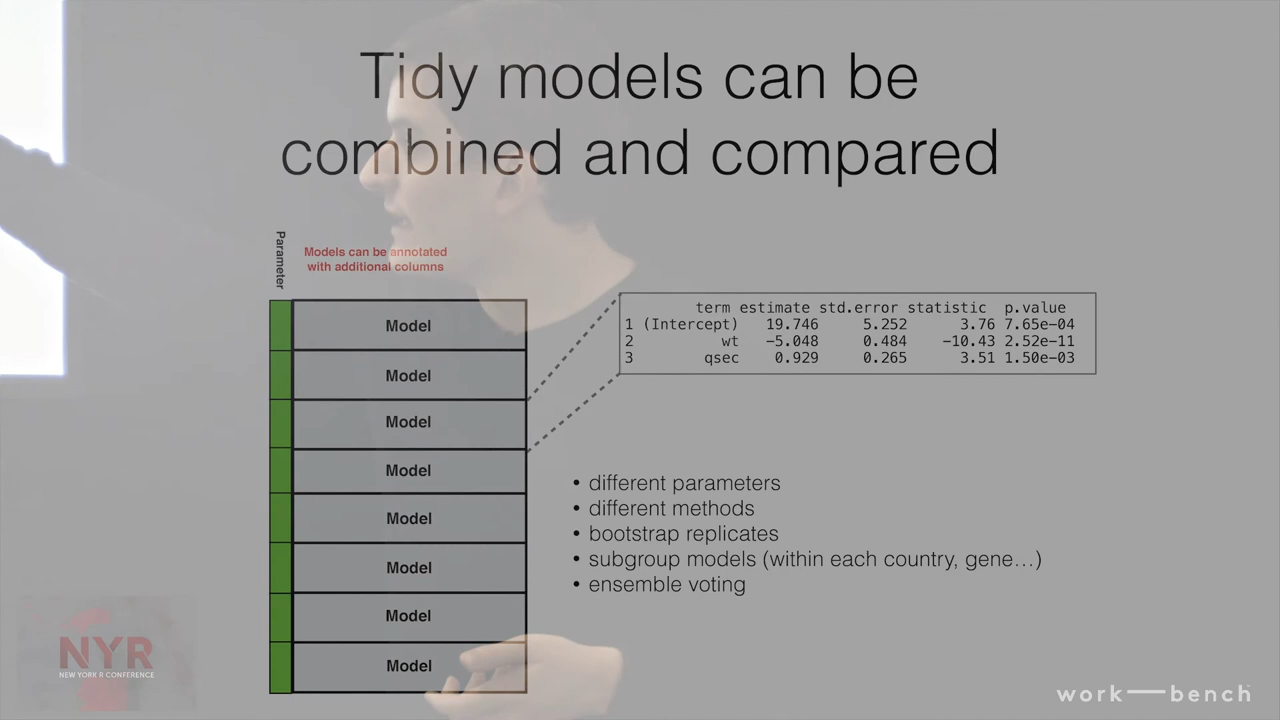 Tidy models can be
combined and compared
Parameter
Models can be annotated
with additional columns
Model
Model
Model
Model
Model
Model
Model
Model
term estimate std.error statistic p.value
1 (Intercept) 19.746 5.252 3.76 7.65e-04
2 wt −5.048 0.484 −10.43 2.52e-11
3 qsec 0.929 0.265 3.51 1.50e-03
• different parameters
• different methods
• bootstrap replicates
• subgroup models (within each country, gene…)
• ensemble voting
NYR
NEW YORK R CONFERENCE
work—bench